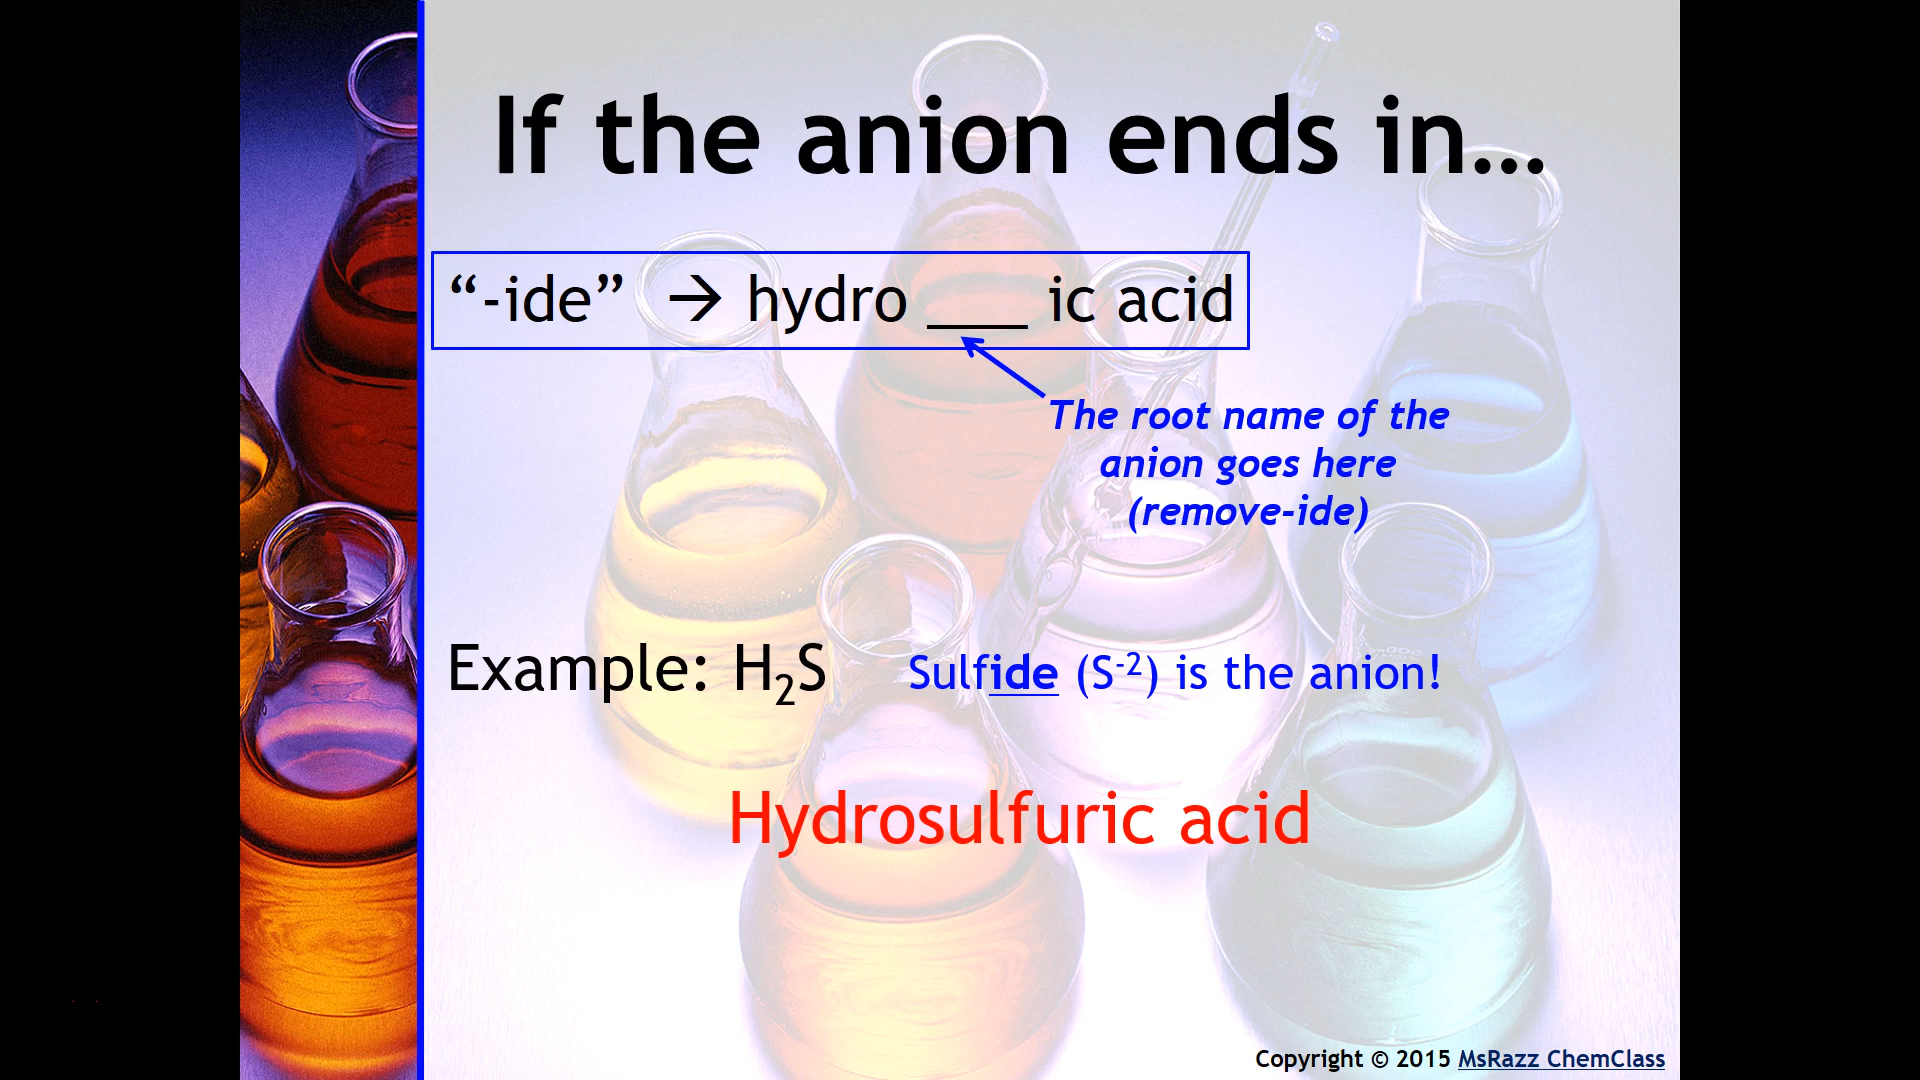 If the anion ends in…
“-ide” → hydro ___ ic acid
The root name of the
anion goes here
(remove-ide)
Example: H₂S Sulfide (S⁻²) is the anion!
Hydrosulfuric acid
Copyright © 2015 MsRazz ChemClass